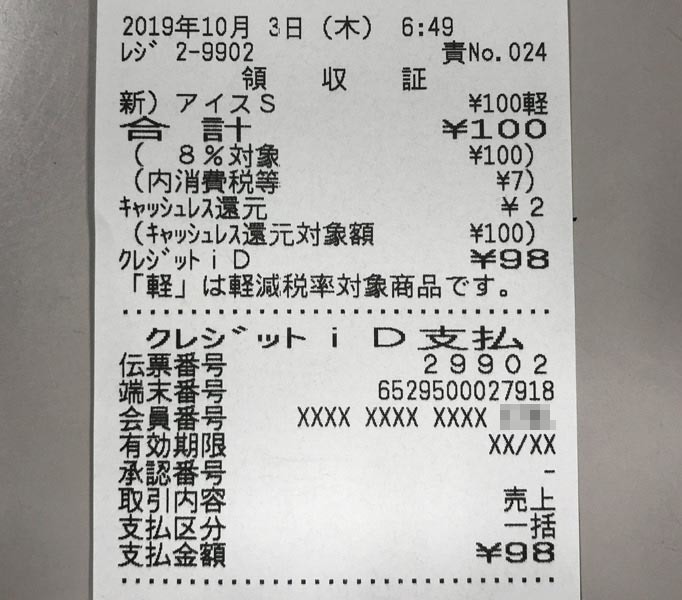 2019年10月 3日(木) 6:49
レジ 2-9902 責No.024
領 収 証
新)アイスS ¥100軽
合 計 ¥100
( 8%対象 ¥100)
(内消費税等 ¥7)
キャッシュレス還元 ¥2
(キャッシュレス還元対象額 ¥100)
クレジットiD ¥98
「軽」は軽減税率対象商品です。
クレジットiD支払
伝票番号 29902
端末番号 6529500027918
会員番号 XXXX XXXX XXXX
有効期限 XX/XX
承認番号 -
取引内容 売上
支払区分 一括
支払金額 ¥98